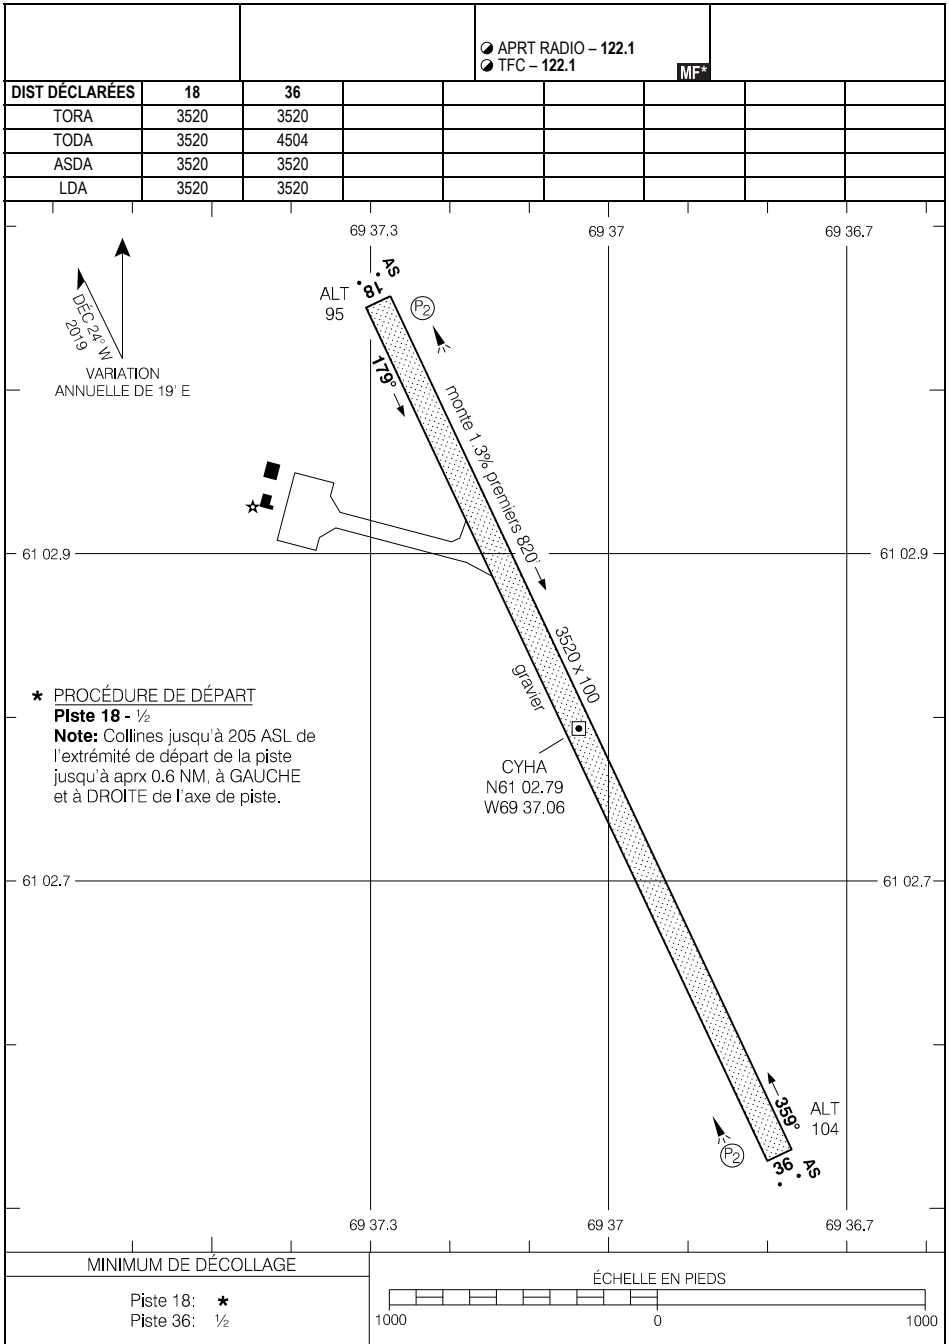 APRT RADIO – 122.1
TFC – 122.1
MF*
DIST DÉCLARÉES 18 36
TORA 3520 3520
TODA 3520 4504
ASDA 3520 3520
LDA 3520 3520
69 37.3 69 37 69 36.7
DÉC 24° W
2019
VARIATION
ANNUELLE DE 19' E
ALT
95
AS
18
P2
179°
monte 1.3% premiers 820'
61 02.9 61 02.9
3520 x 100
gravier
* PROCÉDURE DE DÉPART
Piste 18 - ½
Note: Collines jusqu'à 205 ASL de
l'extrémité de départ de la piste
jusqu'à aprx 0.6 NM, à GAUCHE
et à DROITE de l'axe de piste.
CYHA
N61 02.79
W69 37.06
61 02.7 61 02.7
359°
ALT
104
P2
36
AS
69 37.3 69 37 69 36.7
MINIMUM DE DÉCOLLAGE
Piste 18: *
Piste 36: ½
ÉCHELLE EN PIEDS
1000 0 1000